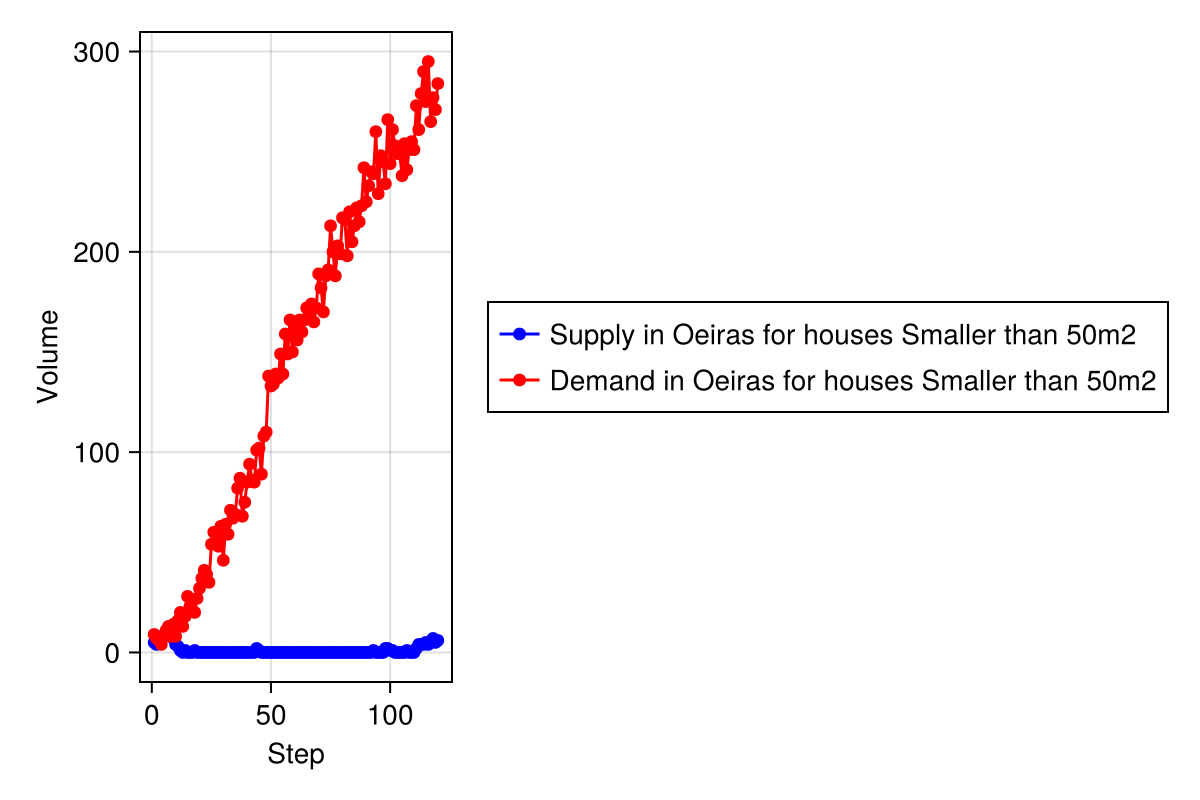 300
200
100
0
Volume
0 50 100
Step
Supply in Oeiras for houses Smaller than 50m2
Demand in Oeiras for houses Smaller than 50m2